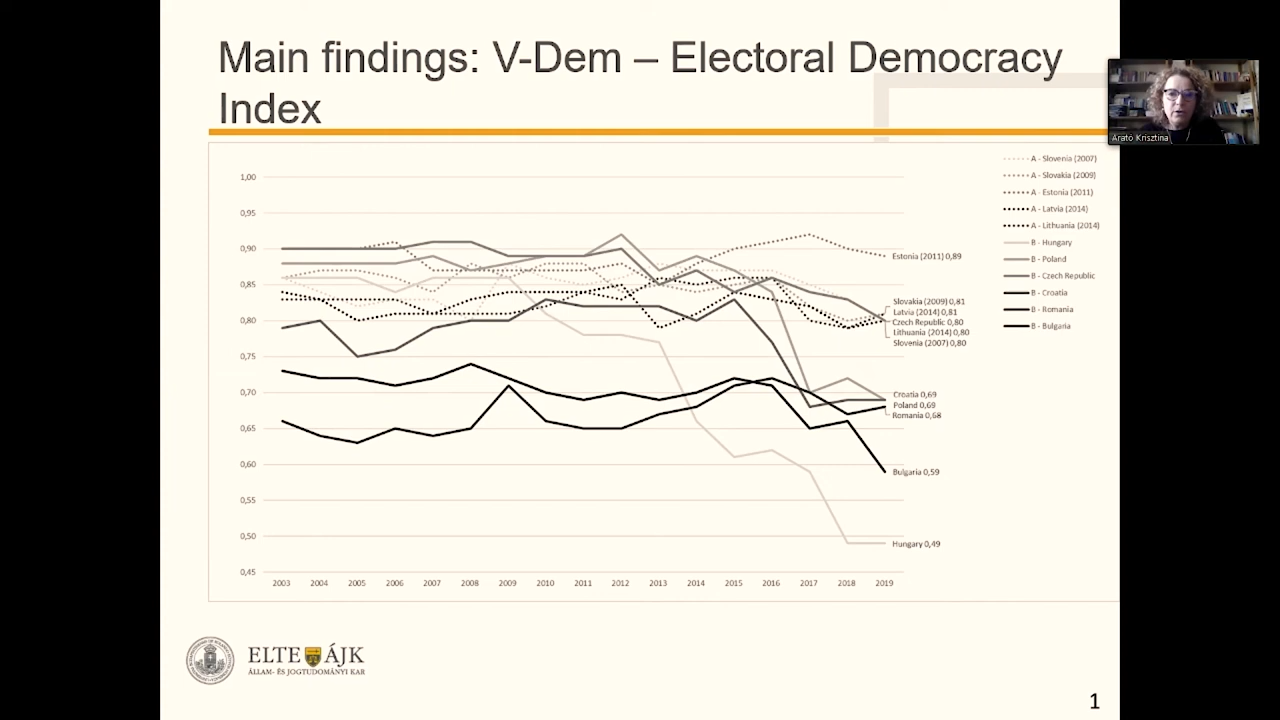 Main findings: V-Dem – Electoral Democracy
Index
Arató Krisztina
A - Slovenia (2007)
A - Slovakia (2009)
A - Estonia (2011)
A - Latvia (2014)
A - Lithuania (2014)
B - Hungary
B - Poland
B - Czech Republic
B - Croatia
B - Romania
B - Bulgaria
1,00
0,95
0,90
0,85
0,80
0,75
0,70
0,65
0,60
0,55
0,50
0,45
Estonia (2011) 0,89
Slovakia (2009) 0,81
Latvia (2014) 0,81
Czech Republic 0,80
Lithuania (2014) 0,80
Slovenia (2007) 0,80
Croatia 0,69
Poland 0,69
Romania 0,68
Bulgaria 0,59
Hungary 0,49
2003 2004 2005 2006 2007 2008 2009 2010 2011 2012 2013 2014 2015 2016 2017 2018 2019
ELTE ÁJK
ÁLLAM- ÉS JOGTUDOMÁNYI KAR
1